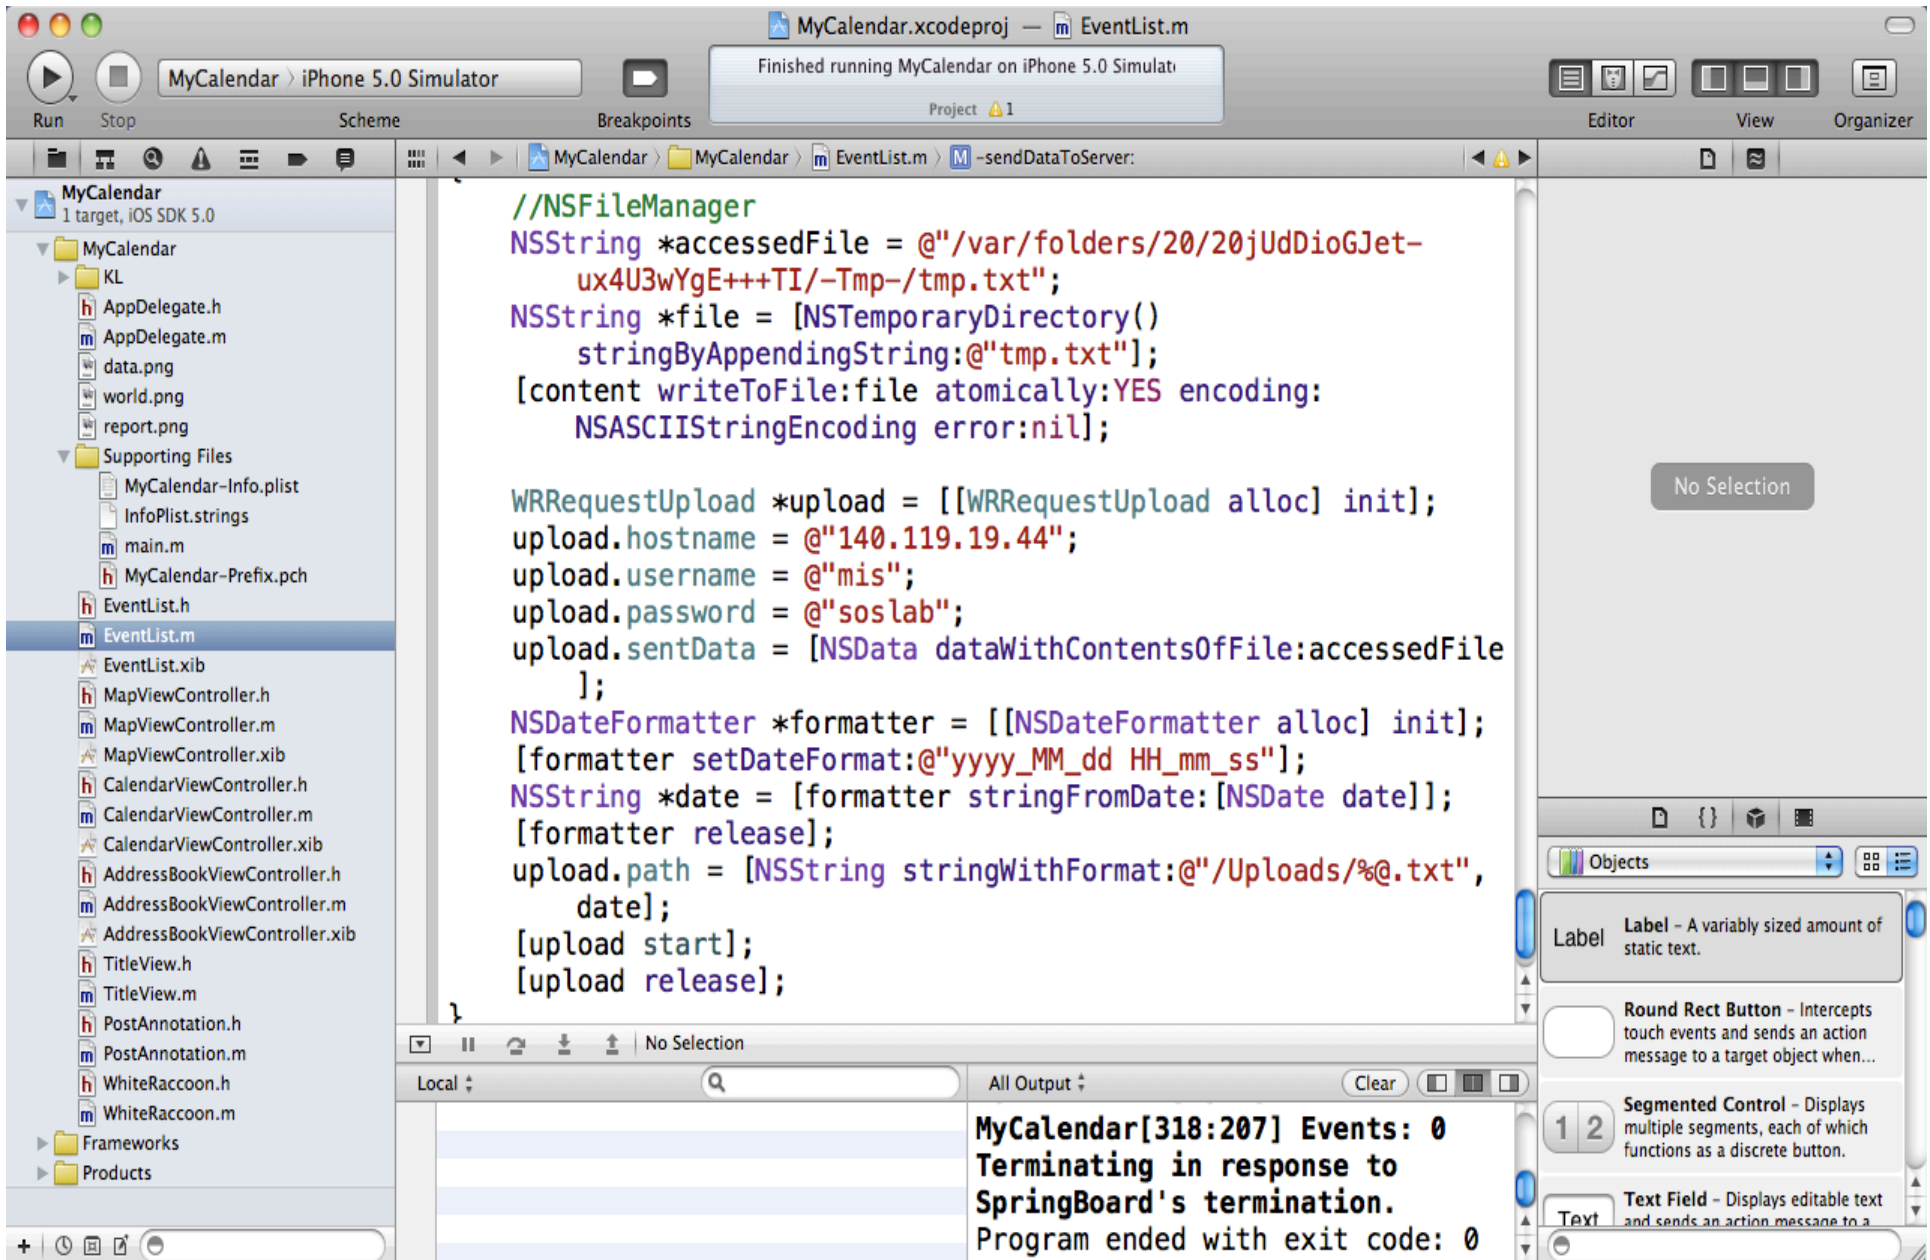 MyCalendar.xcodeproj — m EventList.m
MyCalendar 〉 iPhone 5.0 Simulator
Finished running MyCalendar on iPhone 5.0 Simulat
Project 1
Run Stop Scheme Breakpoints Editor View Organizer
MyCalendar 〉 MyCalendar 〉 m EventList.m 〉 M -sendDataToServer:
MyCalendar
1 target, iOS SDK 5.0
MyCalendar
KL
h AppDelegate.h
m AppDelegate.m
data.png
world.png
report.png
Supporting Files
MyCalendar-Info.plist
InfoPlist.strings
m main.m
h MyCalendar-Prefix.pch
h EventList.h
m EventList.m
EventList.xib
h MapViewController.h
m MapViewController.m
MapViewController.xib
h CalendarViewController.h
m CalendarViewController.m
CalendarViewController.xib
h AddressBookViewController.h
m AddressBookViewController.m
AddressBookViewController.xib
h TitleView.h
m TitleView.m
h PostAnnotation.h
m PostAnnotation.m
h WhiteRaccoon.h
m WhiteRaccoon.m
Frameworks
Products
{
//NSFileManager
NSString *accessedFile = @"/var/folders/20/20jUdDioGJet-
ux4U3wYgE+++TI/-Tmp-/tmp.txt";
NSString *file = [NSTemporaryDirectory()
stringByAppendingString:@"tmp.txt"];
[content writeToFile:file atomically:YES encoding:
NSASCIIStringEncoding error:nil];
WRRequestUpload *upload = [[WRRequestUpload alloc] init];
upload.hostname = @"140.119.19.44";
upload.username = @"mis";
upload.password = @"soslab";
upload.sentData = [NSData dataWithContentsOfFile:accessedFile
];
NSDateFormatter *formatter = [[NSDateFormatter alloc] init];
[formatter setDateFormat:@"yyyy_MM_dd HH_mm_ss"];
NSString *date = [formatter stringFromDate:[NSDate date]];
[formatter release];
upload.path = [NSString stringWithFormat:@"/Uploads/%@.txt",
date];
[upload start];
[upload release];
}
No Selection
Local
All Output
Clear
MyCalendar[318:207] Events: 0
Terminating in response to
SpringBoard's termination.
Program ended with exit code: 0
No Selection
{}
Objects
Label
Label – A variably sized amount of
static text.
Round Rect Button – Intercepts
touch events and sends an action
message to a target object when...
1 2
Segmented Control – Displays
multiple segments, each of which
functions as a discrete button.
Text
Text Field – Displays editable text
and sends an action message to a